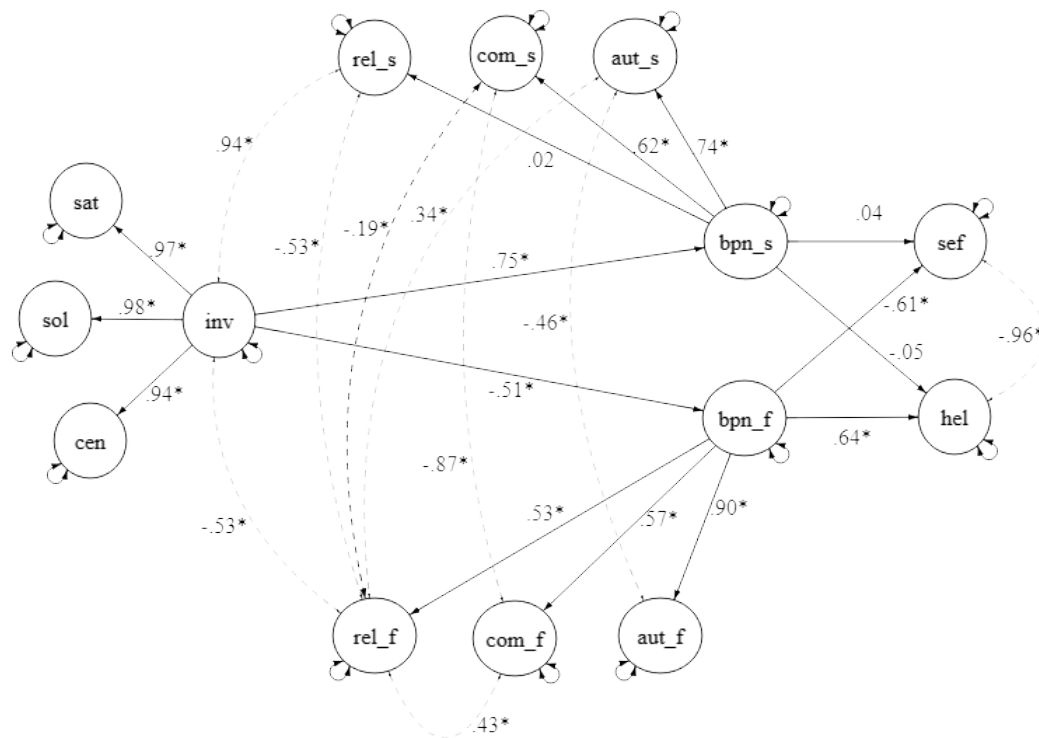 rel_s
com_s
aut_s
.94*
.02
.62*
.74*
sat
.97*
-.53*
-.19*
.34*
bpn_s
.04
sef
.75*
sol
.98*
inv
-.46*
-.61*
-.96*
-.05
.94*
-.51*
cen
bpn_f
.64*
hel
-.87*
-.53*
.53*
.57*
.90*
rel_f
com_f
aut_f
.43*